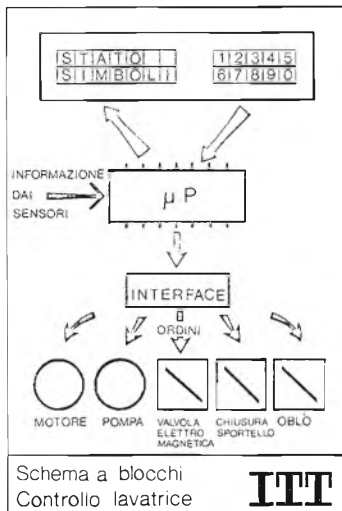 STATO 12345
SIMBOLI 67890
INFORMAZIONE
DAI
SENSORI
μP
INTERFACE
ORDINI
MOTORE POMPA VALVOLA ELETTRO MAGNETICA CHIUSURA SPORTELLO OBLÒ
Schema a blocchi
Controllo lavatrice ITT